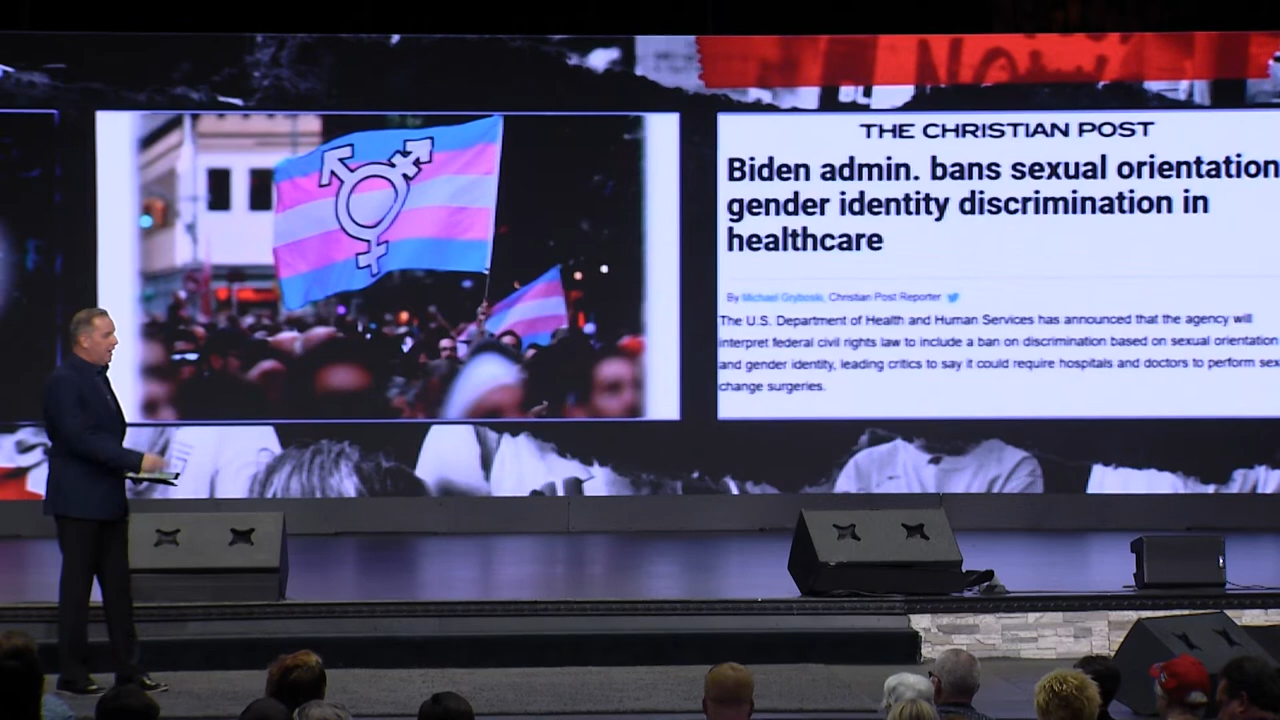 NOW
THE CHRISTIAN POST
Biden admin. bans sexual orientation
gender identity discrimination in
healthcare
By Michael Gryboski, Christian Post Reporter
The U.S. Department of Health and Human Services has announced that the agency will
interpret federal civil rights law to include a ban on discrimination based on sexual orientation
and gender identity, leading critics to say it could require hospitals and doctors to perform sex
change surgeries.